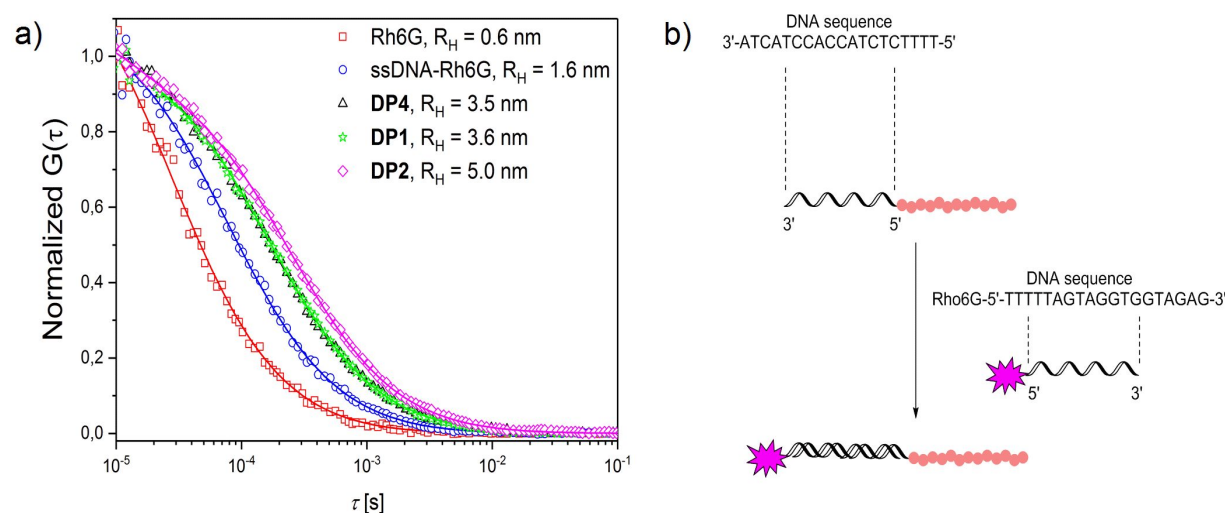 a)
Rh6G, R_H = 0.6 nm
ssDNA-Rh6G, R_H = 1.6 nm
DP4, R_H = 3.5 nm
DP1, R_H = 3.6 nm
DP2, R_H = 5.0 nm
Normalized G(τ)
1,0
0,8
0,6
0,4
0,2
0,0
10^-5
10^-4
10^-3
10^-2
10^-1
τ [s]
b)
DNA sequence
3'-ATCATCCACCATCTCTTTT-5'
3'
5'
DNA sequence
Rho6G-5'-TTTTTAGTAGGTGGTAGAG-3'
5'
3'